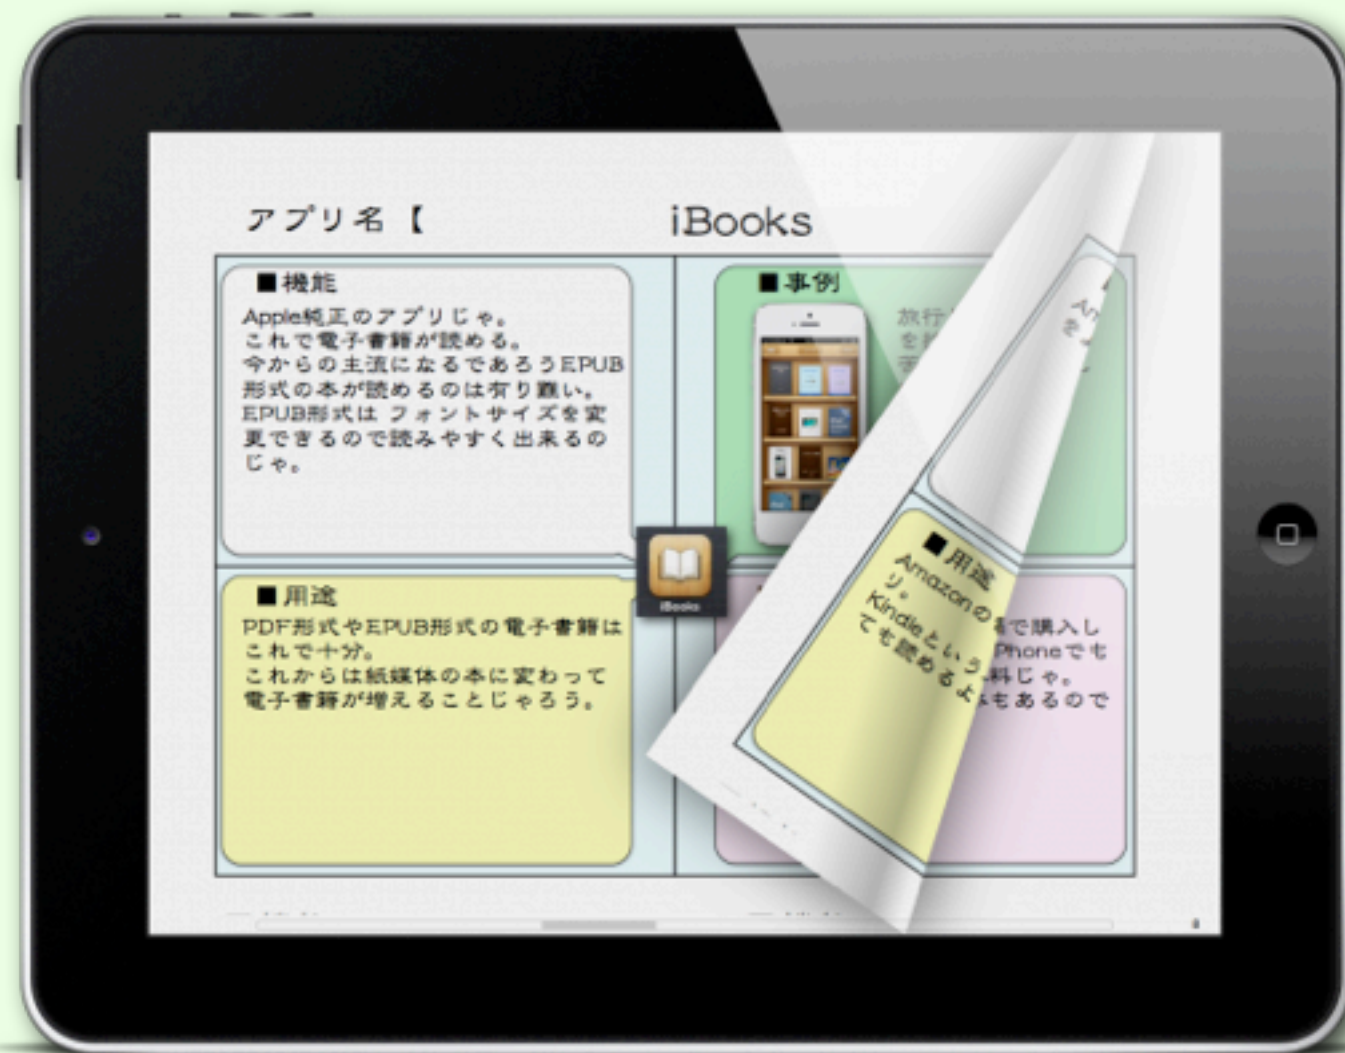 アプリ名【 iBooks
■機能
Apple純正のアプリじゃ。
これで電子書籍が読める。
今からの主流になるであろうEPUB
形式の本が読めるのは有り難い。
EPUB形式は フォントサイズを変
更できるので読みやすく出来るの
じゃ。
■事例
旅行
を
■用途
PDF形式やEPUB形式の電子書籍は
これで十分。
これからは紙媒体の本に変わって
電子書籍が増えることじゃろう。
iBooks
で購入し
Phoneでも
料じゃ。
もあるので
■用途
Amazonの
リ。
Kindleという
ても読めるよ